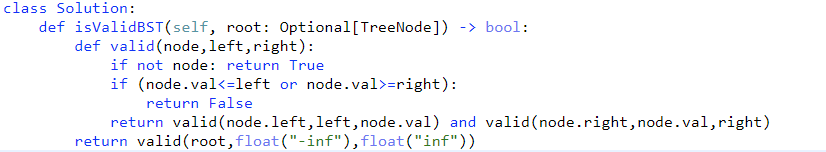 class Solution:
    def isValidBST(self, root: Optional[TreeNode]) -> bool:
        def valid(node,left,right):
            if not node: return True
            if (node.val<=left or node.val>=right):
                return False
            return valid(node.left,left,node.val) and valid(node.right,node.val,right)
        return valid(root,float("-inf"),float("inf"))